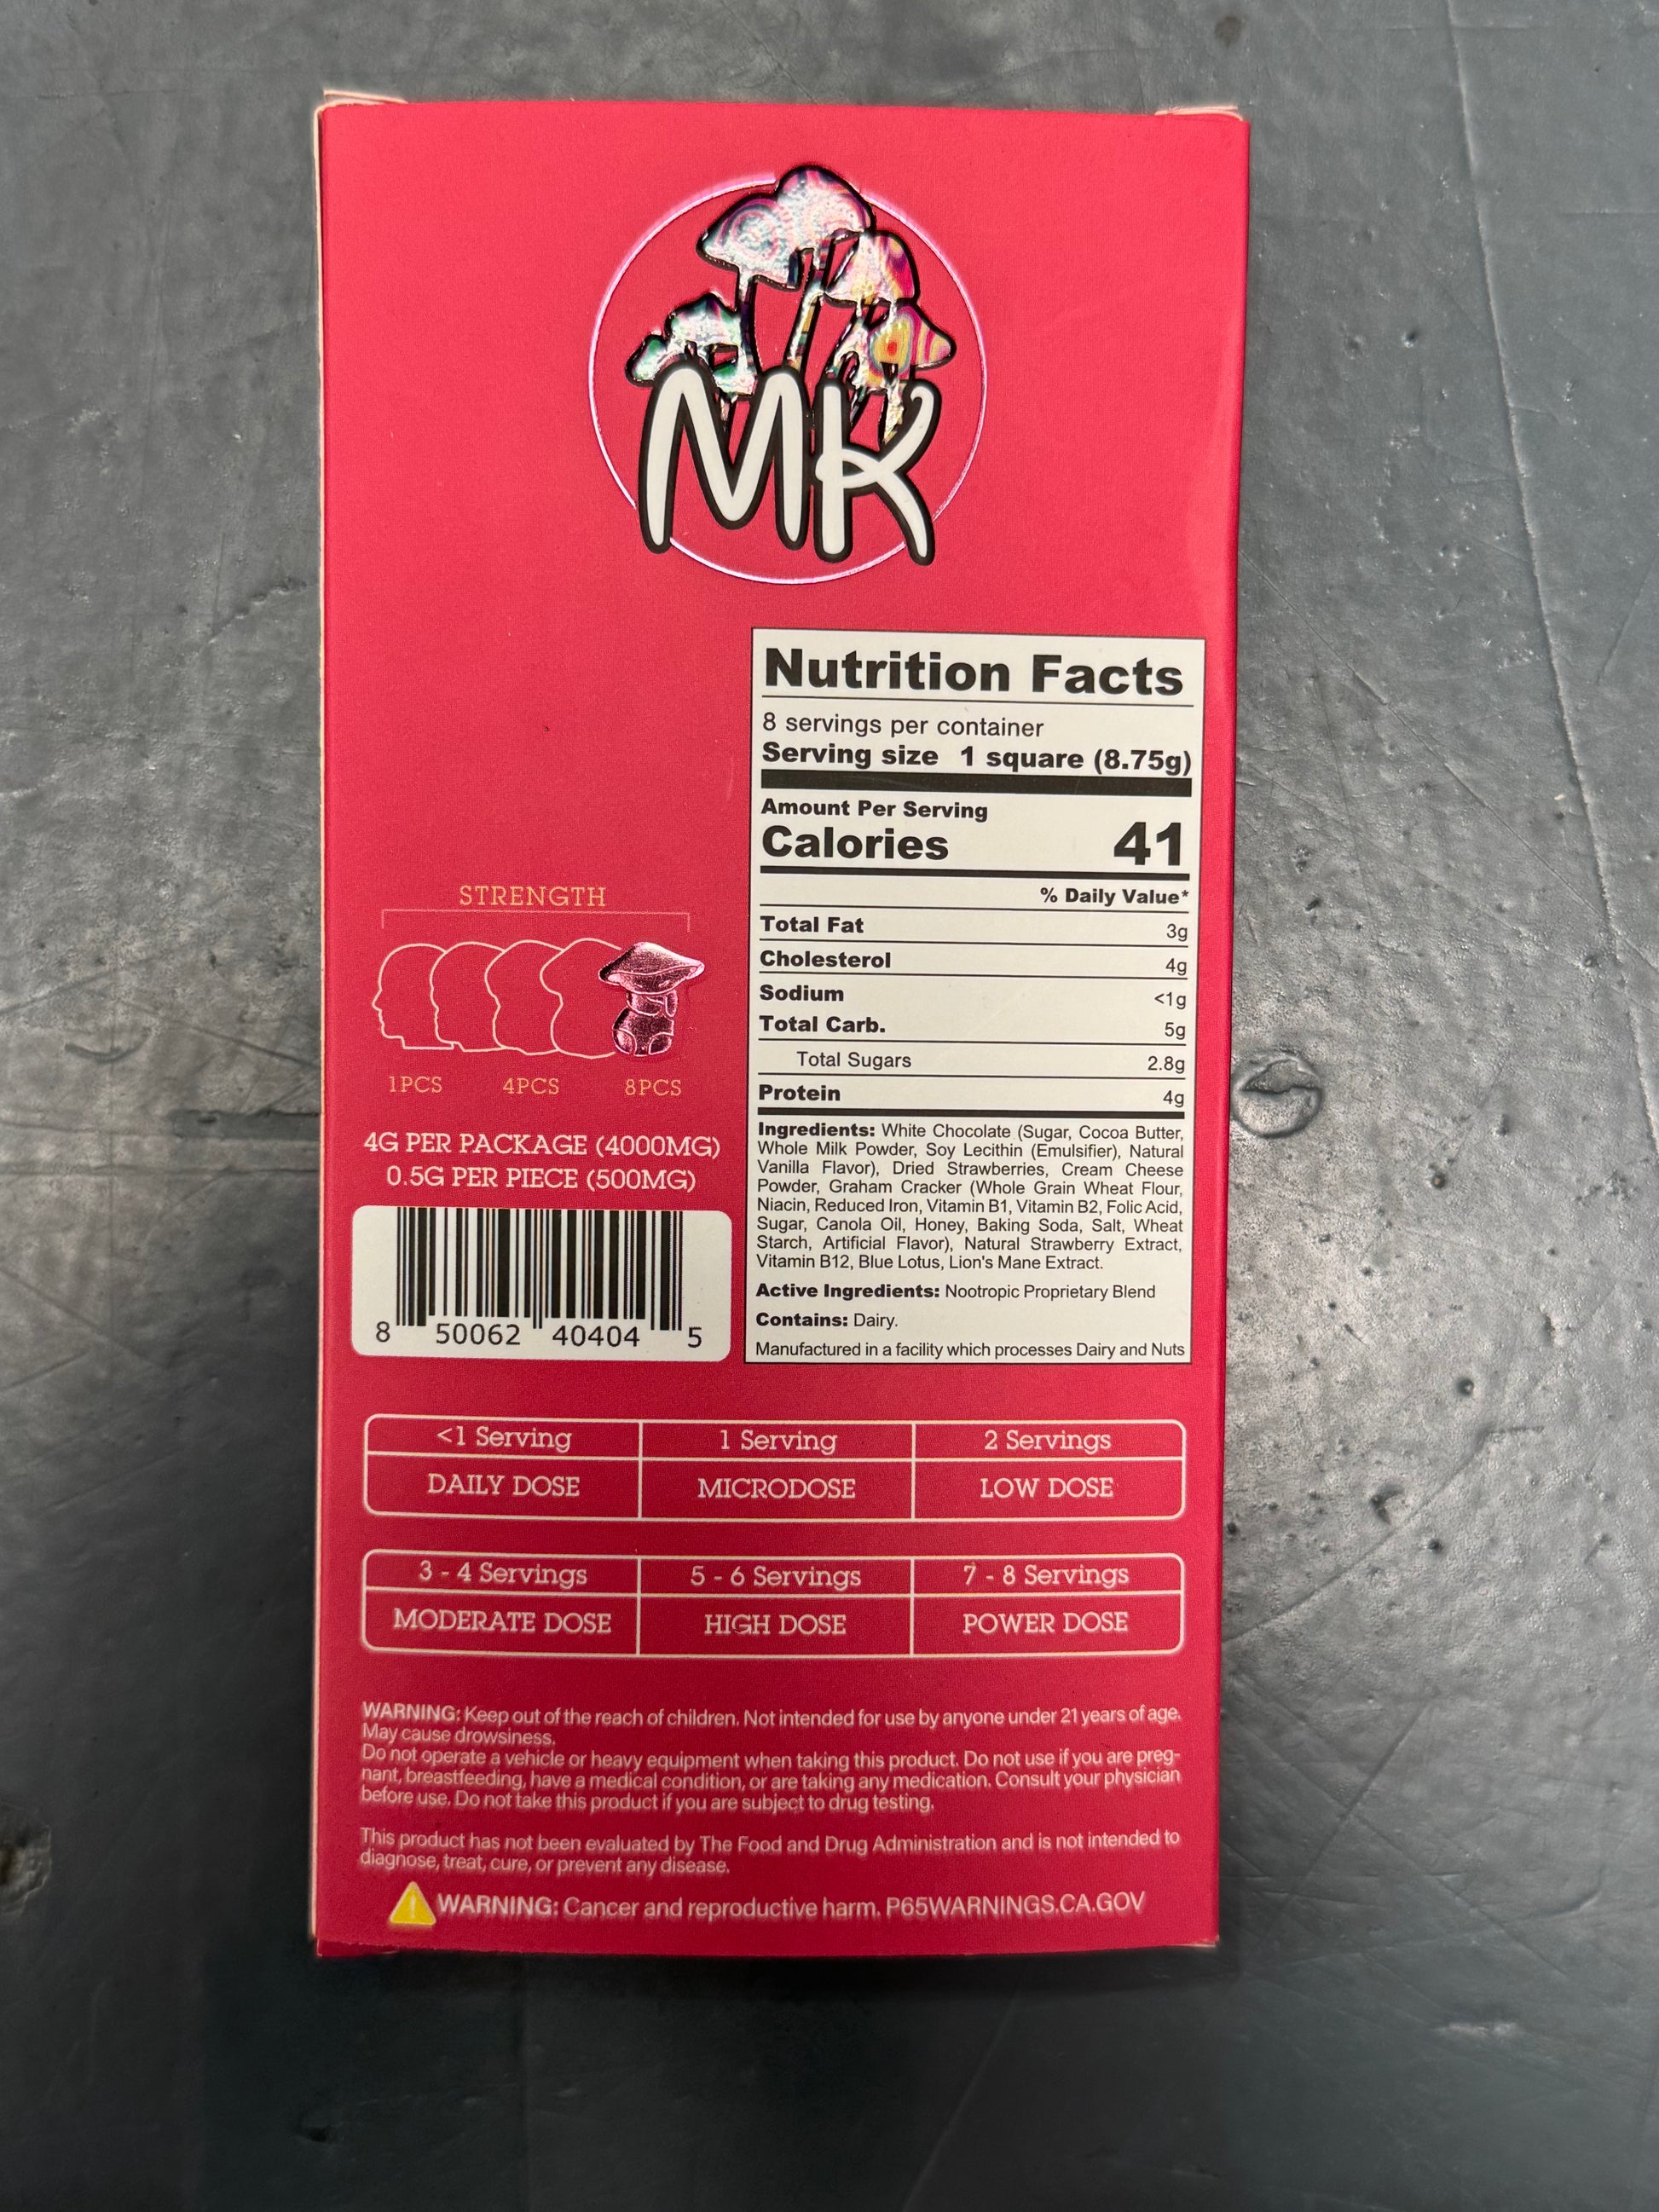 MK
Nutrition Facts
8 servings per container
Serving size 1 square (8.75g)
Amount Per Serving
Calories 41
% Daily Value*
Total Fat 3g
Cholesterol 4g
Sodium <1g
Total Carb. 5g
Total Sugars 2.8g
Protein 4g
Ingredients: White Chocolate (Sugar, Cocoa Butter,
Whole Milk Powder, Soy Lecithin (Emulsifier), Natural
Vanilla Flavor), Dried Strawberries, Cream Cheese
Powder, Graham Cracker (Whole Grain Wheat Flour,
Niacin, Reduced Iron, Vitamin B1, Vitamin B2, Folic Acid,
Sugar, Canola Oil, Honey, Baking Soda, Salt, Wheat
Starch, Artificial Flavor), Natural Strawberry Extract,
Vitamin B12, Blue Lotus, Lion's Mane Extract.
Active Ingredients: Nootropic Proprietary Blend
Contains: Dairy.
Manufactured in a facility which processes Dairy and Nuts
STRENGTH
1PCS 4PCS 8PCS
4G PER PACKAGE (4000MG)
0.5G PER PIECE (500MG)
8 50062 40404 5
<1 Serving 1 Serving 2 Servings
DAILY DOSE MICRODOSE LOW DOSE
3 - 4 Servings 5 - 6 Servings 7 - 8 Servings
MODERATE DOSE HIGH DOSE POWER DOSE
WARNING: Keep out of the reach of children. Not intended for use by anyone under 21 years of age.
May cause drowsiness.
Do not operate a vehicle or heavy equipment when taking this product. Do not use if you are preg-
nant, breastfeeding, have a medical condition, or are taking any medication. Consult your physician
before use. Do not take this product if you are subject to drug testing.
This product has not been evaluated by The Food and Drug Administration and is not intended to
diagnose, treat, cure, or prevent any disease.
WARNING: Cancer and reproductive harm. P65WARNINGS.CA.GOV